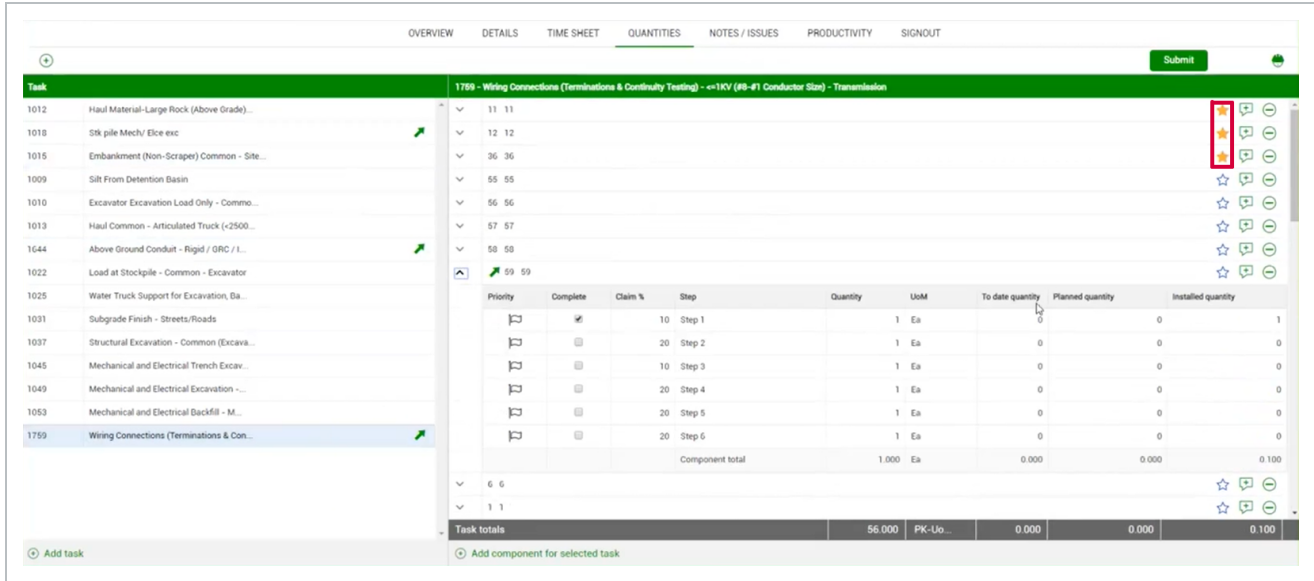 OVERVIEW DETAILS TIME SHEET QUANTITIES NOTES / ISSUES PRODUCTIVITY SIGNOUT
Submit
Task
1012 Haul Material-Large Rock (Above Grade)...
1018 Stk pile Mech/ Elce exc
1015 Embankment (Non-Scraper) Common - Site...
1009 Silt From Detention Basin
1010 Excavator Excavation Load Only - Commo...
1013 Haul Common - Articulated Truck (<2500...
1644 Above Ground Conduit - Rigid / GRC / I...
1022 Load at Stockpile - Common - Excavator
1025 Water Truck Support for Excavation, Ba...
1031 Subgrade Finish - Streets/Roads
1037 Structural Excavation - Common (Excava...
1045 Mechanical and Electrical Trench Excav...
1049 Mechanical and Electrical Excavation -...
1053 Mechanical and Electrical Backfill - M...
1759 Wiring Connections (Terminations & Con...
Add task
1759 - Wiring Connections (Terminations & Continuity Testing) - <=1KV (#8-#1 Conductor Size) - Transmission
11 11
12 12
36 36
55 55
56 56
57 57
58 58
59 59
Priority Complete Claim % Step Quantity UoM To date quantity Planned quantity Installed quantity
10 Step 1 1 Ea 0 0 1
20 Step 2 1 Ea 0 0 0
10 Step 3 1 Ea 0 0 0
20 Step 4 1 Ea 0 0 0
20 Step 5 1 Ea 0 0 0
20 Step 6 1 Ea 0 0 0
Component total 1.000 Ea 0.000 0.000 0.100
6 6
1 1
Task totals 56.000 PK-Uo... 0.000 0.000 0.100
Add component for selected task